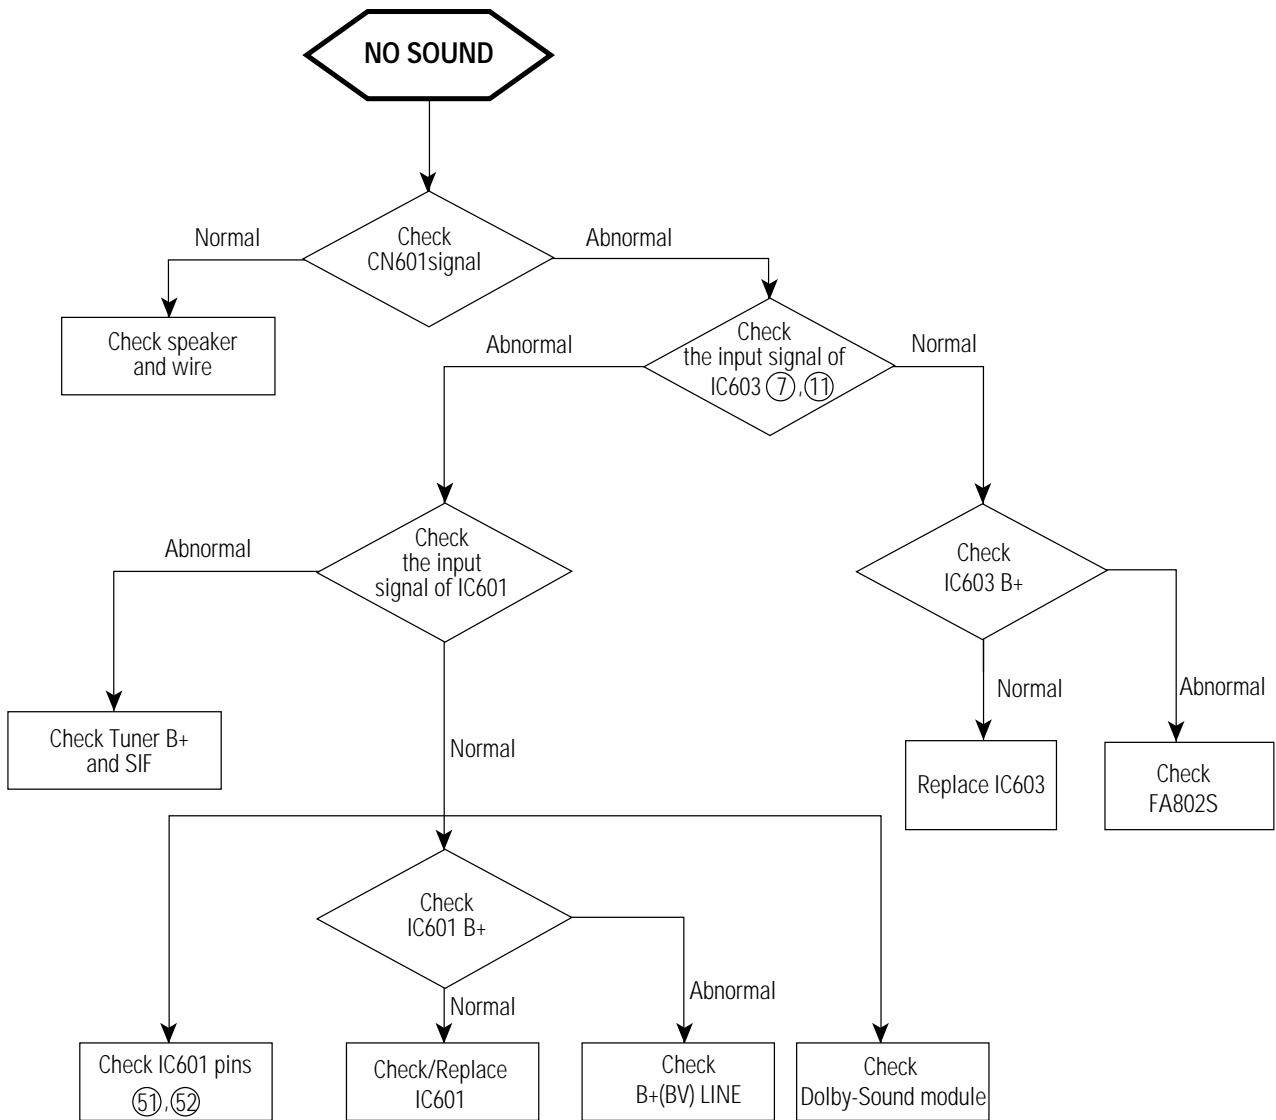 NO SOUND
Normal
Check
CN601signal
Abnormal
Check speaker
and wire
Abnormal
Check
the input signal of
IC603 ⑦,⑪
Normal
Abnormal
Check
the input
signal of IC601
Check
IC603 B+
Normal
Abnormal
Check Tuner B+
and SIF
Normal
Replace IC603
Check
FA802S
Check
IC601 B+
Normal
Abnormal
Check IC601 pins
㊿①,㊿②
Check/Replace
IC601
Check
B+(BV) LINE
Check
Dolby-Sound module